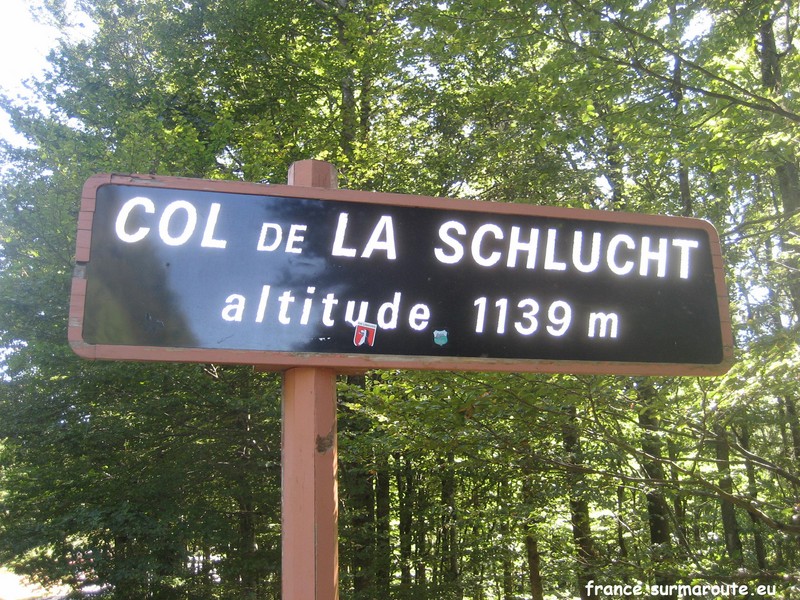 COL DE LA SCHLUCHT
altitude 1139 m
france.surmaroute.eu